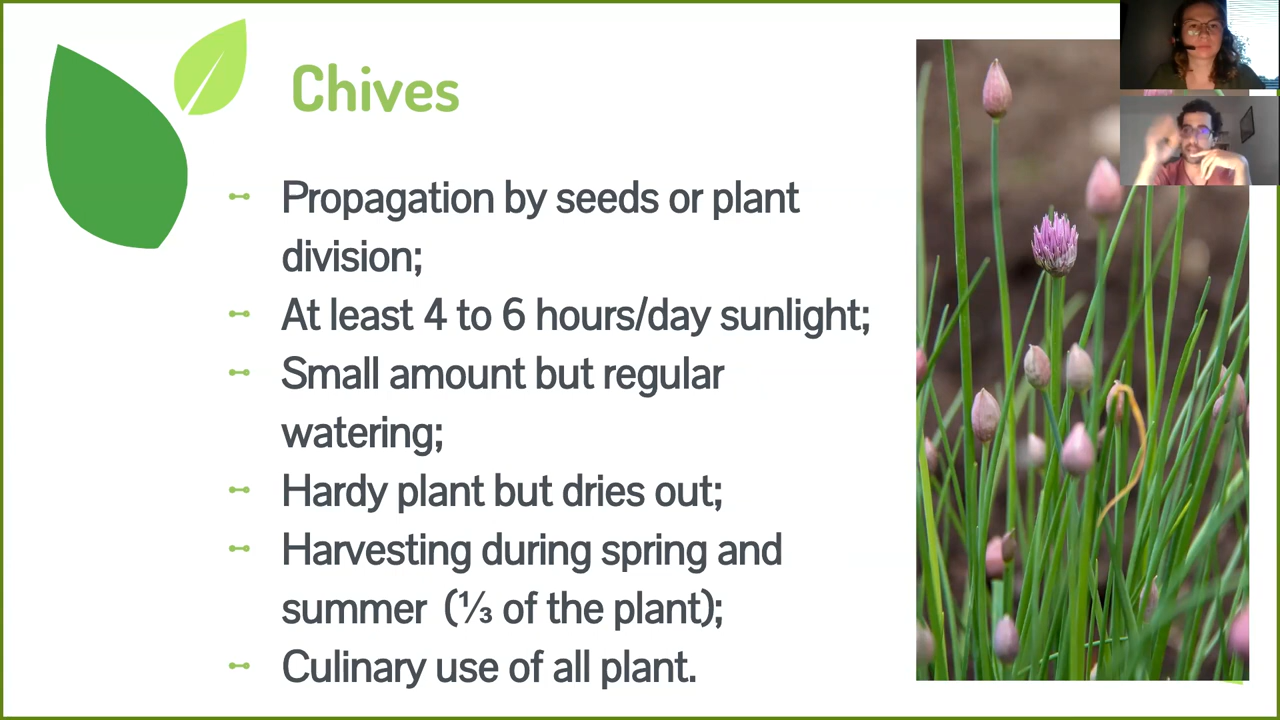 Chives
Propagation by seeds or plant
division;
At least 4 to 6 hours/day sunlight;
Small amount but regular
watering;
Hardy plant but dries out;
Harvesting during spring and
summer (⅓ of the plant);
Culinary use of all plant.